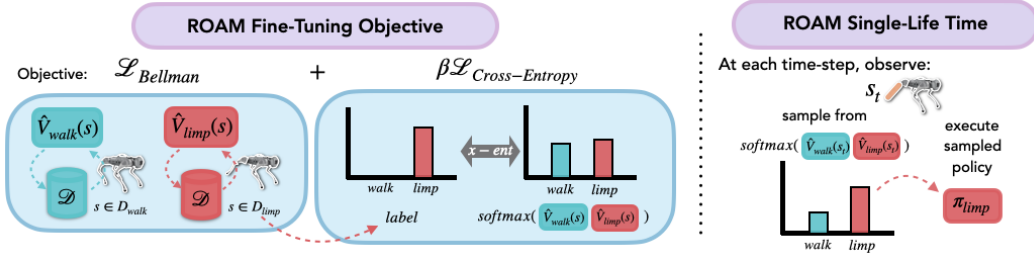 ROAM Fine-Tuning Objective
Objective: ℒ_Bellman + βℒ_Cross−Entropy
V̂_walk(s) V̂_limp(s)
𝒟 s ∈ D_walk 𝒟 s ∈ D_limp
x − ent
walk limp walk limp
label softmax( V̂_walk(s) V̂_limp(s) )
ROAM Single-Life Time
At each time-step, observe:
s_t
sample from
softmax( V̂_walk(s_t) V̂_limp(s_t) )
execute
sampled
policy
π_limp
walk limp